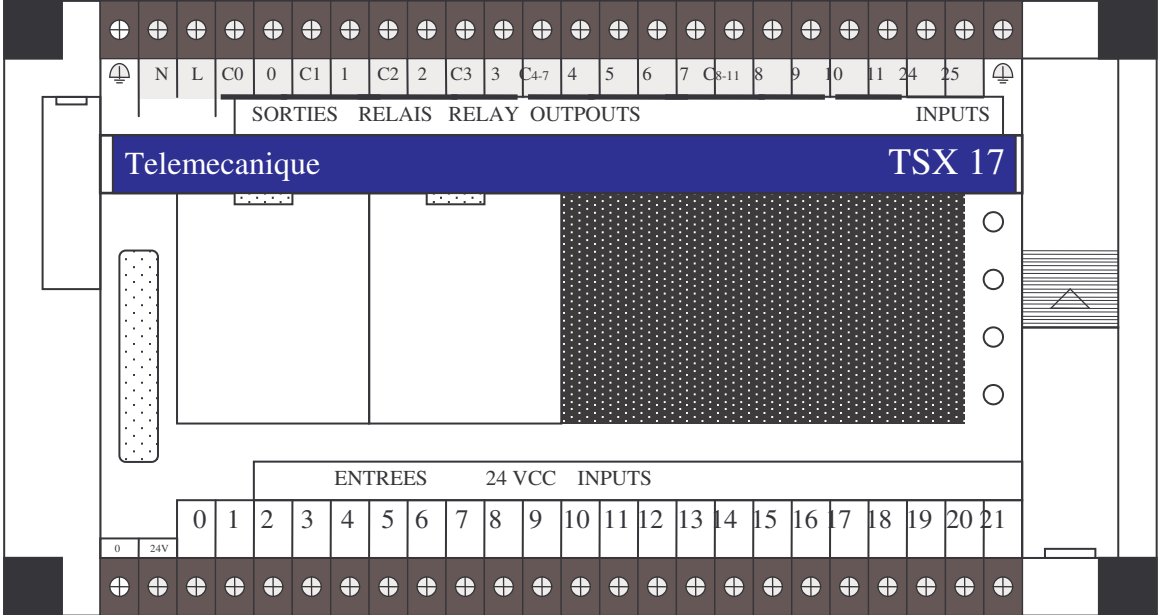 N L C0 0 C1 1 C2 2 C3 3 C4-7 4 5 6 7 C8-11 8 9 10 11 24 25
SORTIES RELAIS RELAY OUTPOUTS INPUTS
Telemecanique TSX 17
ENTREES 24 VCC INPUTS
0 1 2 3 4 5 6 7 8 9 10 11 12 13 14 15 16 17 18 19 20 21
0 24V